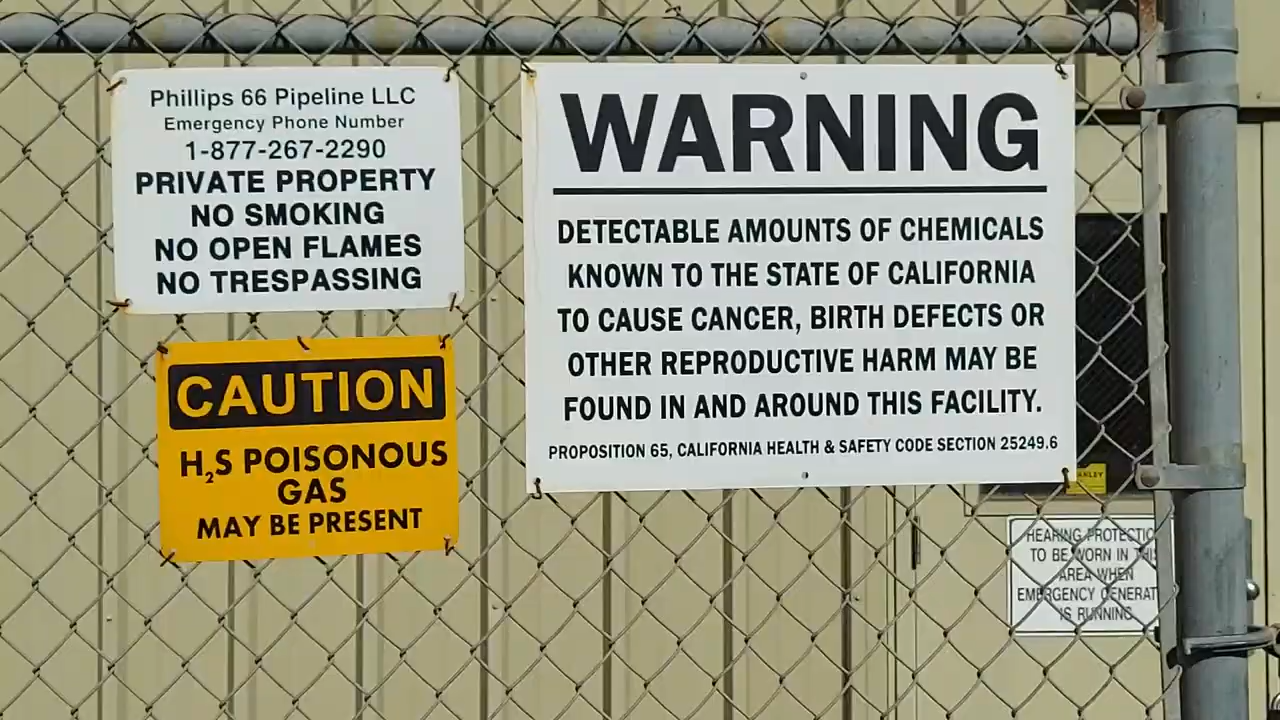 Phillips 66 Pipeline LLC
Emergency Phone Number
1-877-267-2290
PRIVATE PROPERTY
NO SMOKING
NO OPEN FLAMES
NO TRESPASSING
CAUTION
H₂S POISONOUS
GAS
MAY BE PRESENT
WARNING
DETECTABLE AMOUNTS OF CHEMICALS
KNOWN TO THE STATE OF CALIFORNIA
TO CAUSE CANCER, BIRTH DEFECTS OR
OTHER REPRODUCTIVE HARM MAY BE
FOUND IN AND AROUND THIS FACILITY.
PROPOSITION 65, CALIFORNIA HEALTH & SAFETY CODE SECTION 25249.6
HEARING PROTECTIO
TO BE WORN IN THIS
AREA WHEN
EMERGENCY GENERAT
IS RUNNING